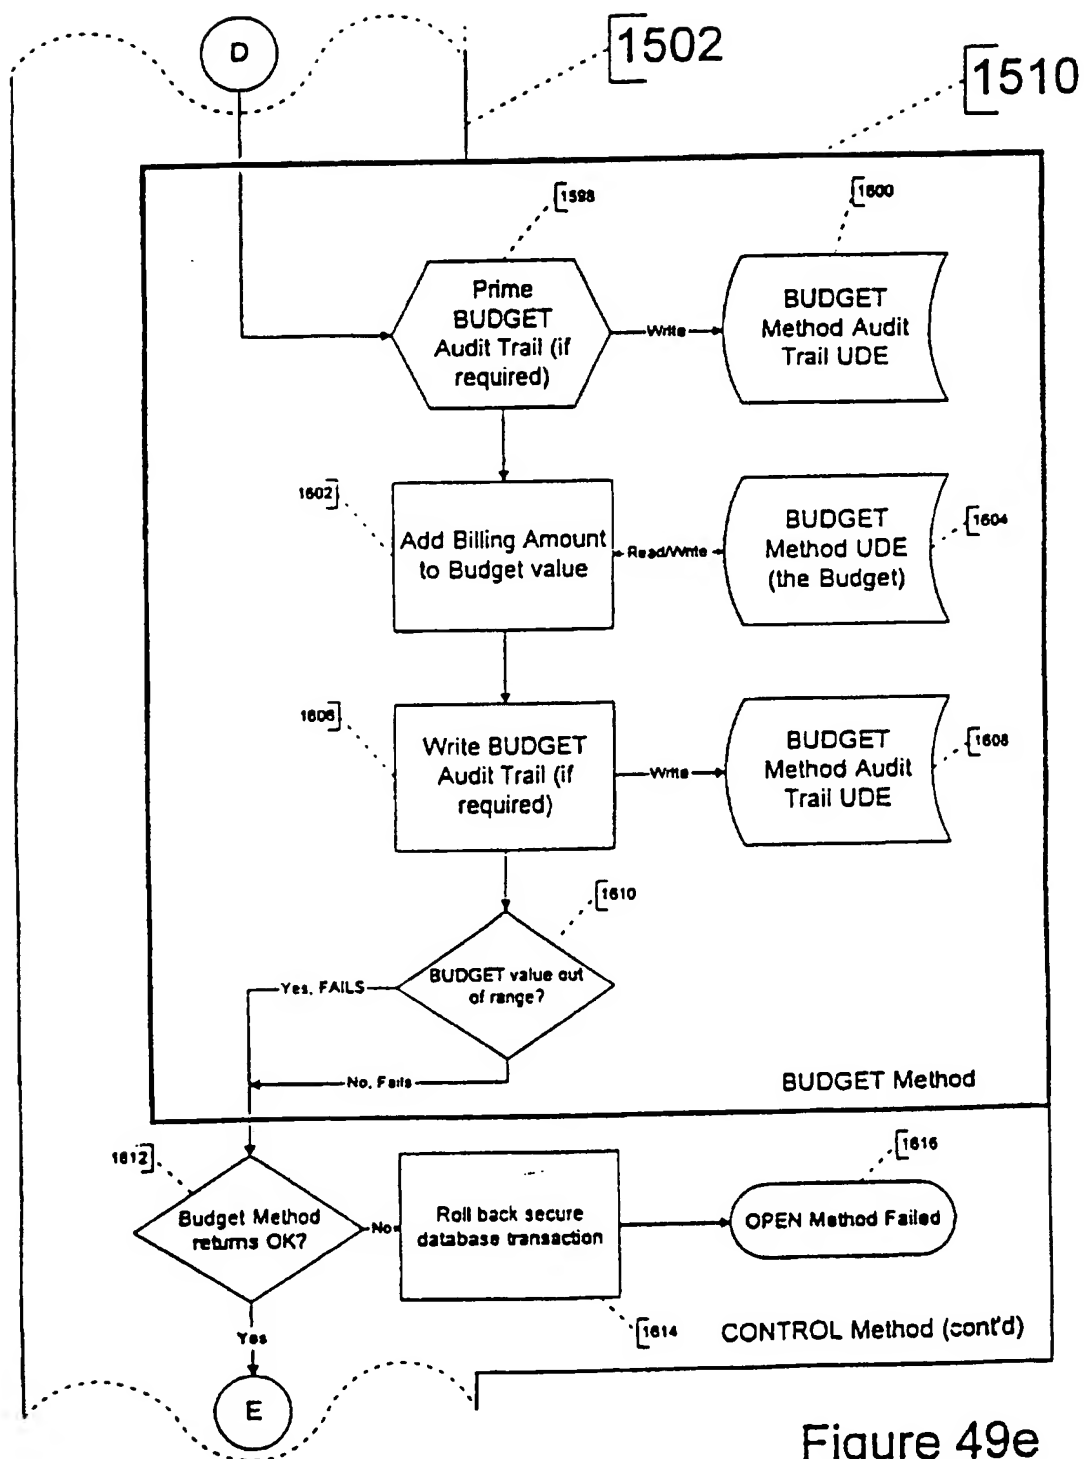 D
1502
1510
1598
1600
Prime
BUDGET
Audit Trail (if
required)
Write
BUDGET
Method Audit
Trail UDE
1602
Add Billing Amount
to Budget value
Read/Write
BUDGET
Method UDE
(the Budget)
1604
1606
Write BUDGET
Audit Trail (if
required)
Write
BUDGET
Method Audit
Trail UDE
1608
1610
BUDGET value out
of range?
Yes, FAILS
No, Fails
BUDGET Method
1612
Budget Method
returns OK?
No
Roll back secure
database transaction
1614
1616
OPEN Method Failed
CONTROL Method (cont'd)
Yes
E
Figure 49e